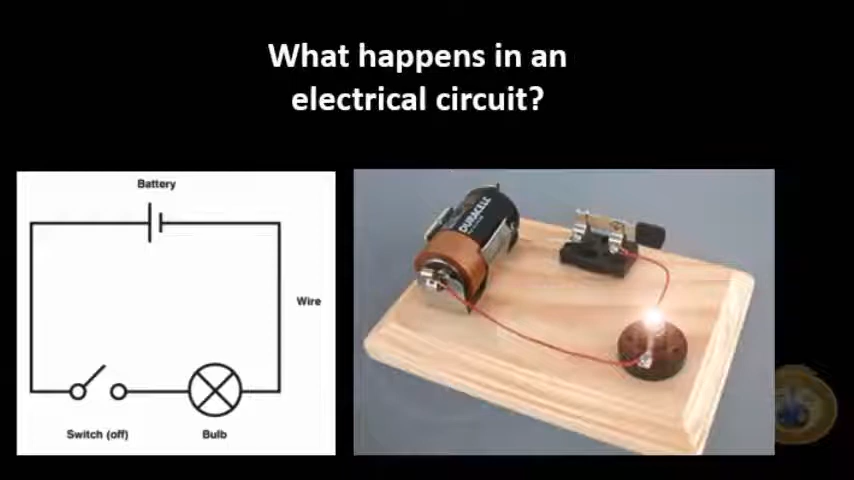 What happens in an
electrical circuit?
Battery
Wire
Switch (off)
Bulb
DURACELL